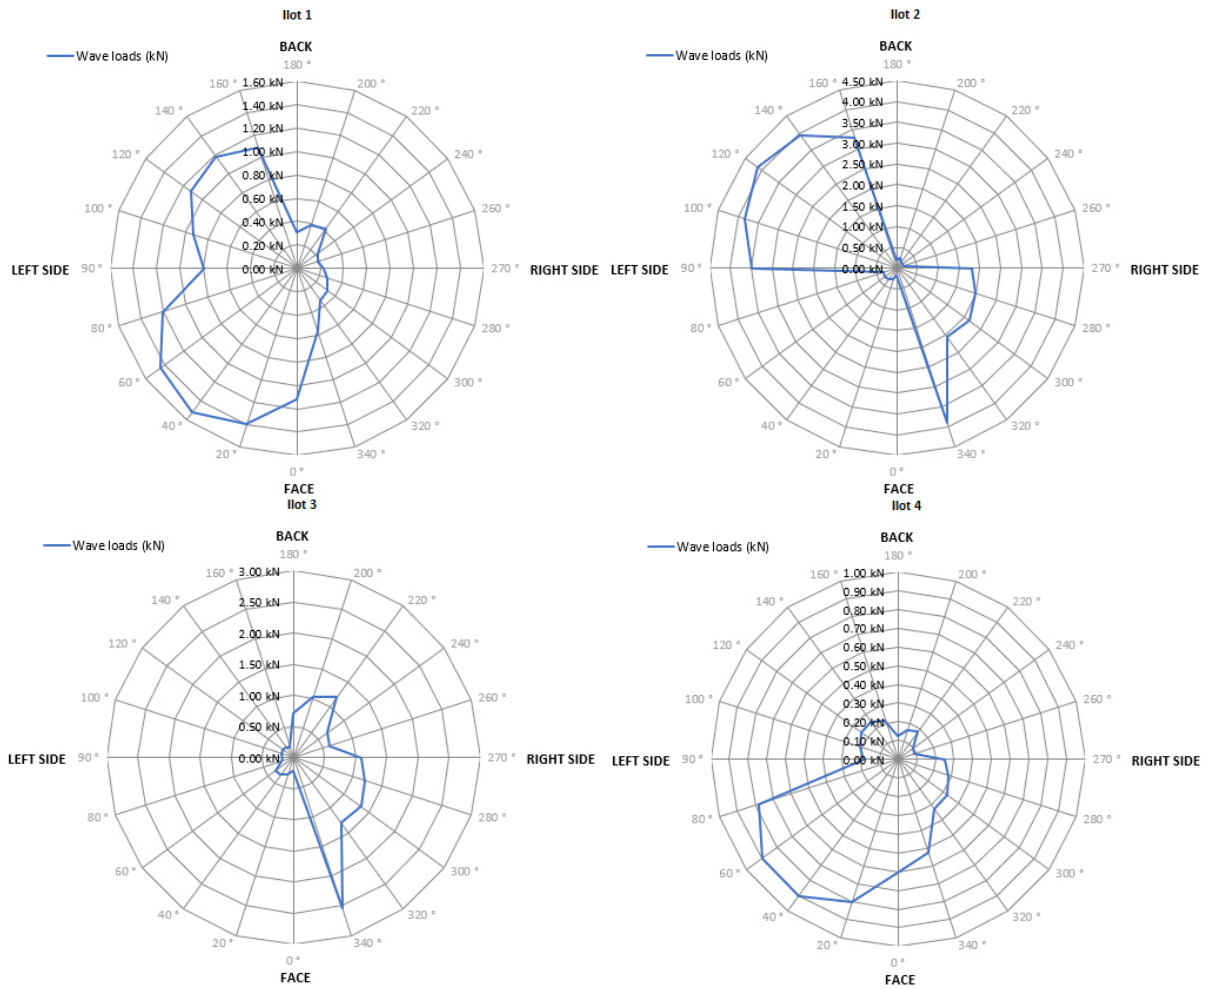 Ilot 1
Wave loads (kN)
BACK
180 °
160 °
200 °
140 °
220 °
120 °
240 °
100 °
260 °
LEFT SIDE
90 °
270 °
RIGHT SIDE
80 °
280 °
60 °
300 °
40 °
320 °
20 °
340 °
0 °
FACE
1.60 kN
1.40 kN
1.20 kN
1.00 kN
0.80 kN
0.60 kN
0.40 kN
0.20 kN
0.00 kN
Ilot 2
Wave loads (kN)
BACK
180 °
160 °
200 °
140 °
220 °
120 °
240 °
100 °
260 °
LEFT SIDE
90 °
270 °
RIGHT SIDE
80 °
280 °
60 °
300 °
40 °
320 °
20 °
340 °
0 °
FACE
4.50 kN
4.00 kN
3.50 kN
3.00 kN
2.50 kN
2.00 kN
1.50 kN
1.00 kN
0.50 kN
0.00 kN
Ilot 3
Wave loads (kN)
BACK
180 °
160 °
200 °
140 °
220 °
120 °
240 °
100 °
260 °
LEFT SIDE
90 °
270 °
RIGHT SIDE
80 °
280 °
60 °
300 °
40 °
320 °
20 °
340 °
0 °
FACE
3.00 kN
2.50 kN
2.00 kN
1.50 kN
1.00 kN
0.50 kN
0.00 kN
Ilot 4
Wave loads (kN)
BACK
180 °
160 °
200 °
140 °
220 °
120 °
240 °
100 °
260 °
LEFT SIDE
90 °
270 °
RIGHT SIDE
80 °
280 °
60 °
300 °
40 °
320 °
20 °
340 °
0 °
FACE
1.00 kN
0.90 kN
0.80 kN
0.70 kN
0.60 kN
0.50 kN
0.40 kN
0.30 kN
0.20 kN
0.10 kN
0.00 kN